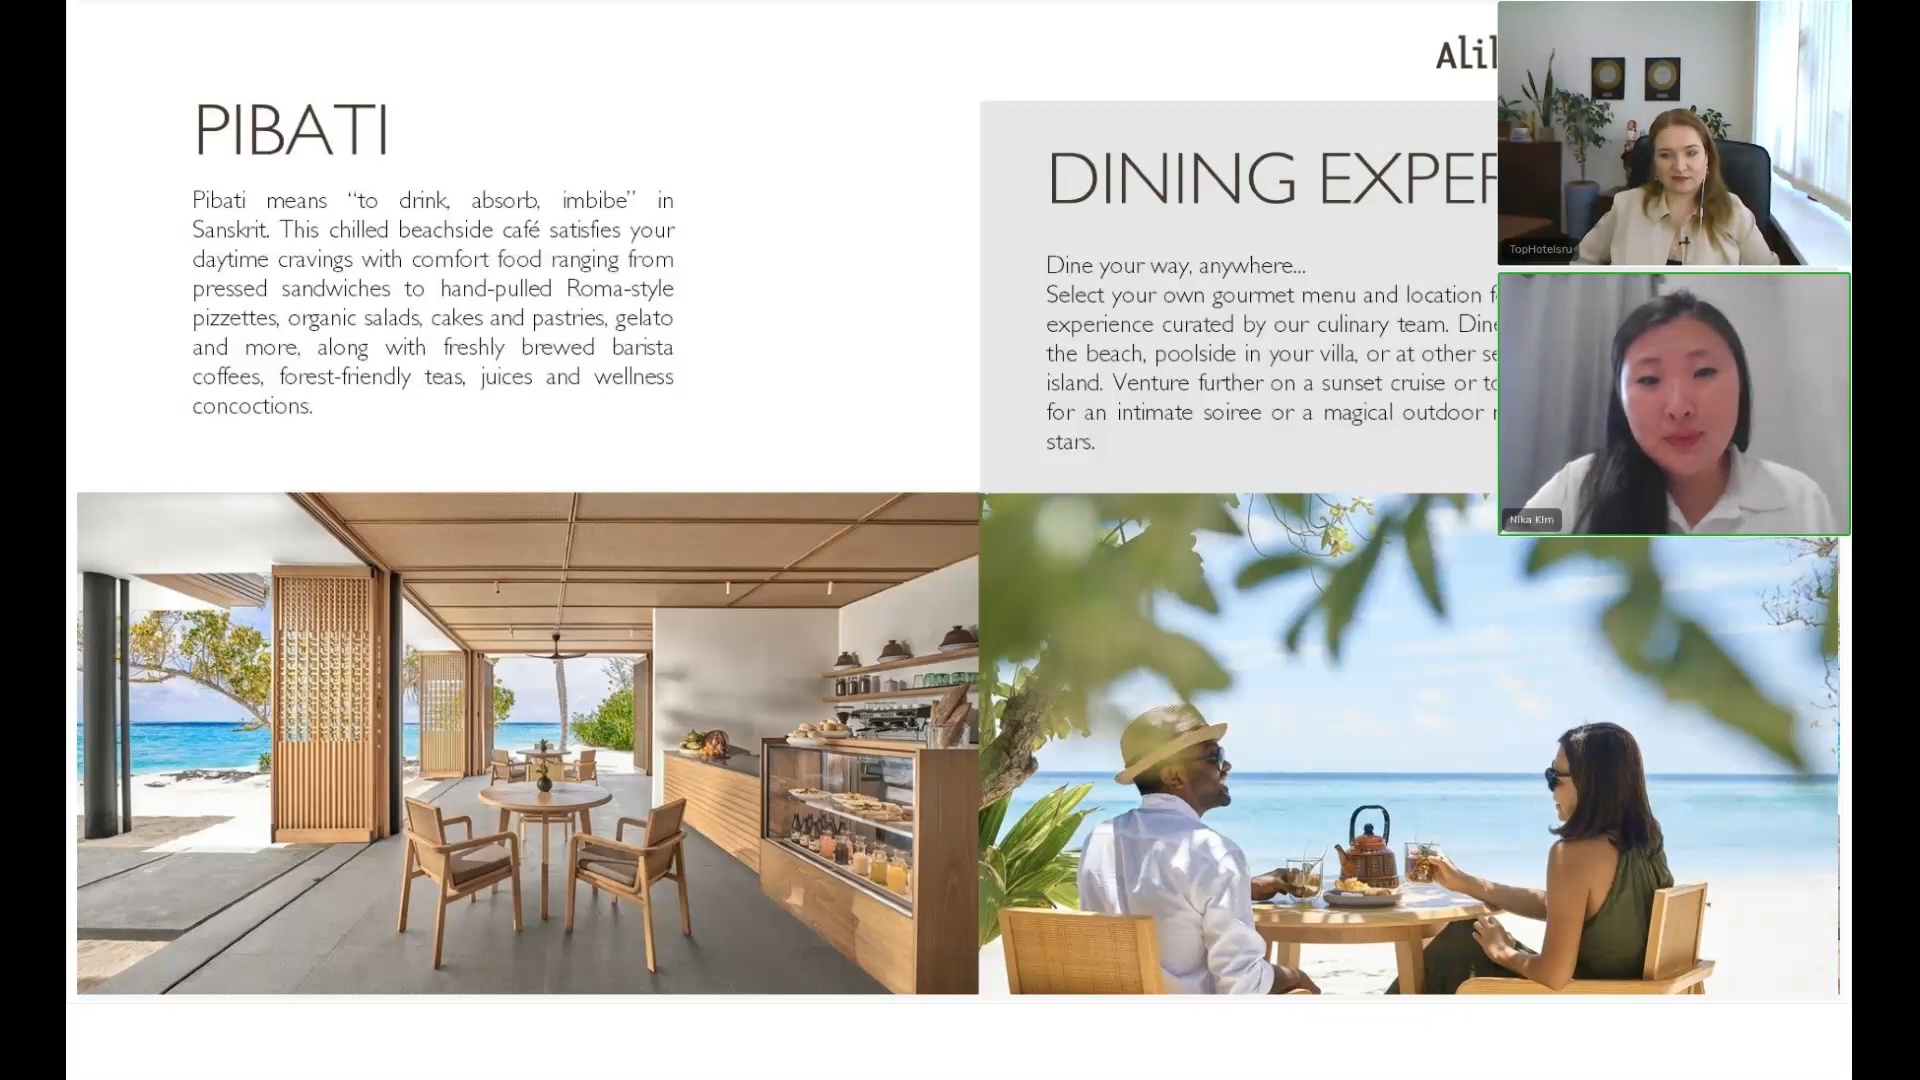 Alil
PIBATI
Pibati means “to drink, absorb, imbibe” in
Sanskrit. This chilled beachside café satisfies your
daytime cravings with comfort food ranging from
pressed sandwiches to hand-pulled Roma-style
pizzettes, organic salads, cakes and pastries, gelato
and more, along with freshly brewed barista
coffees, forest-friendly teas, juices and wellness
concoctions.
DINING EXPER
Dine your way, anywhere...
Select your own gourmet menu and location f
experience curated by our culinary team. Dine
the beach, poolside in your villa, or at other se
island. Venture further on a sunset cruise or to
for an intimate soiree or a magical outdoor
stars.
TopHotelsru
Nika KIm